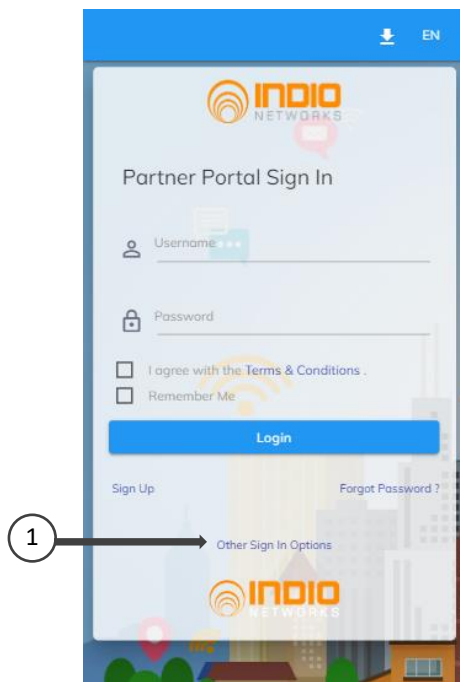 EN
INDIO
NETWORKS
Partner Portal Sign In
Username
Password
I agree with the Terms & Conditions .
Remember Me
Login
Sign Up
Forgot Password ?
1
Other Sign In Options
INDIO
NETWORKS